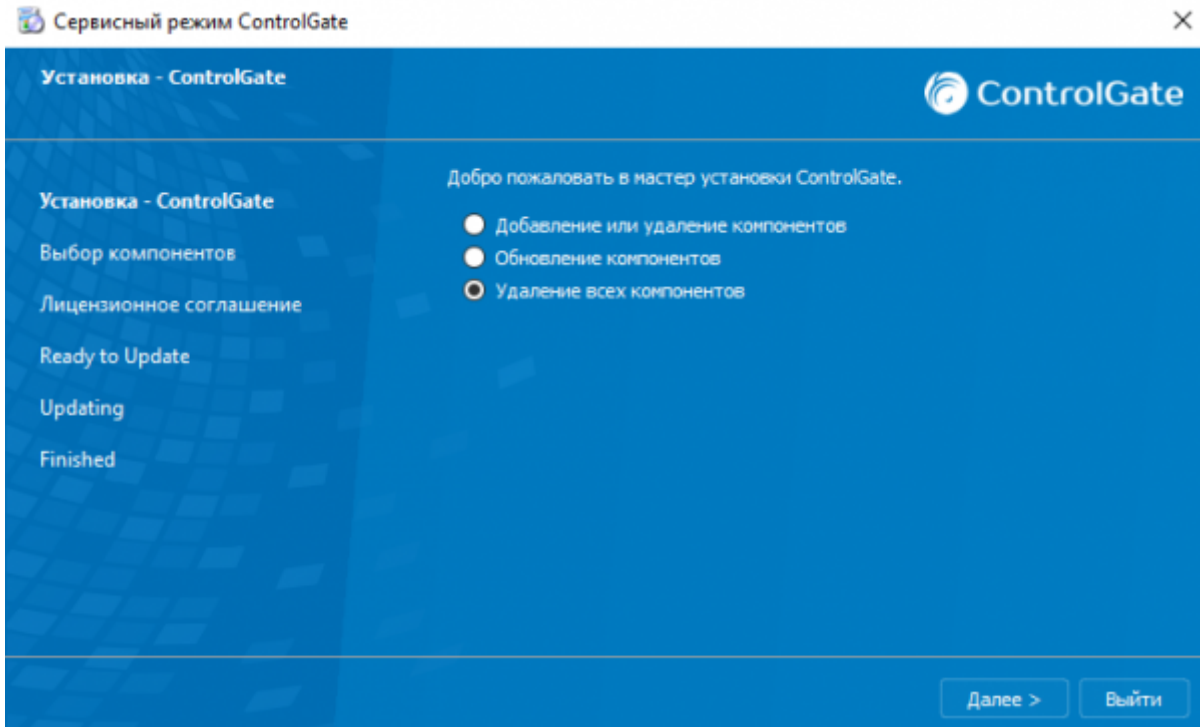 Сервисный режим ControlGate
Установка - ControlGate
ControlGate
Установка - ControlGate
Выбор компонентов
Лицензионное соглашение
Ready to Update
Updating
Finished
Добро пожаловать в мастер установки ControlGate.
Добавление или удаление компонентов
Обновление компонентов
Удаление всех компонентов
Далее >
Выйти